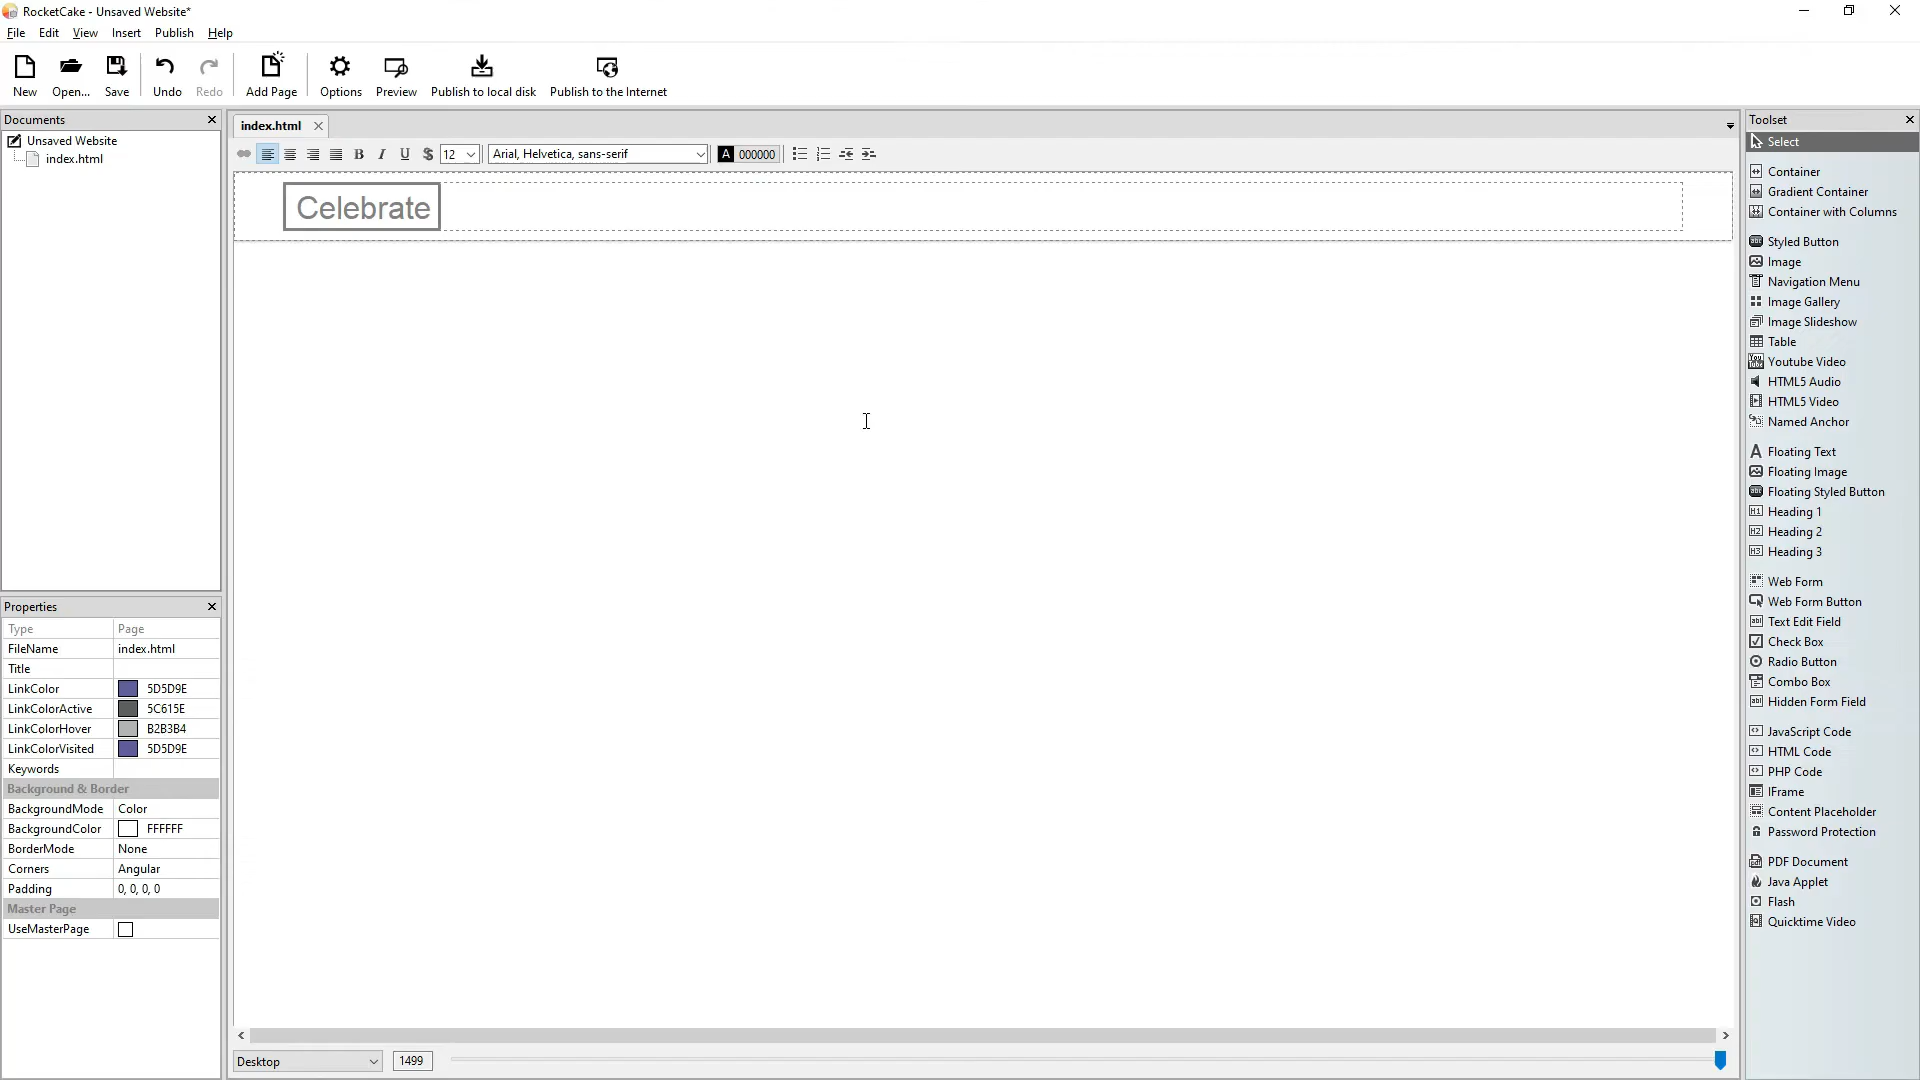 RocketCake - Unsaved Website*
File Edit View Insert Publish Help
New Open... Save Undo Redo Add Page Options Preview Publish to local disk Publish to the Internet
Documents
Unsaved Website
index.html
index.html
B I U $ 12 Arial, Helvetica, sans-serif A 000000
Celebrate
Properties
Type Page
FileName index.html
Title
LinkColor 5D5D9E
LinkColorActive 5C615E
LinkColorHover B2B3B4
LinkColorVisited 5D5D9E
Keywords
Background & Border
BackgroundMode Color
BackgroundColor FFFFFF
BorderMode None
Corners Angular
Padding 0, 0, 0, 0
Master Page
UseMasterPage
Desktop 1499
Toolset
Select
Container
Gradient Container
Container with Columns
Styled Button
Image
Navigation Menu
Image Gallery
Image Slideshow
Table
Youtube Video
HTML5 Audio
HTML5 Video
Named Anchor
Floating Text
Floating Image
Floating Styled Button
Heading 1
Heading 2
Heading 3
Web Form
Web Form Button
Text Edit Field
Check Box
Radio Button
Combo Box
Hidden Form Field
JavaScript Code
HTML Code
PHP Code
IFrame
Content Placeholder
Password Protection
PDF Document
Java Applet
Flash
Quicktime Video